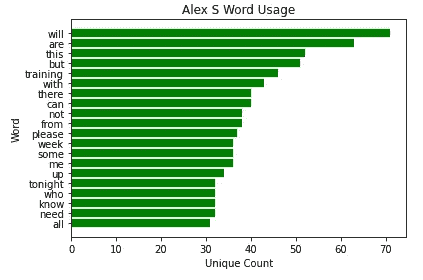 Alex S Word Usage
Word
will
are
this
but
training
with
there
can
not
from
please
week
some
me
up
tonight
who
know
need
all
0 10 20 30 40 50 60 70
Unique Count